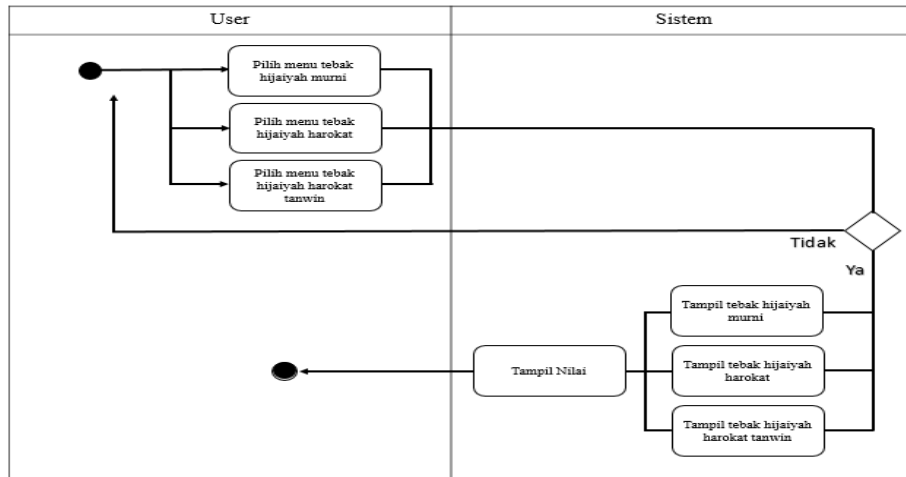 User
Sistem
Pilih menu tebak
hijaiyah murni
Pilih menu tebak
hijaiyah harokat
Pilih menu tebak
hijaiyah harokat
tanwin
Tidak
Ya
Tampil tebak hijaiyah
murni
Tampil Nilai
Tampil tebak hijaiyah
harokat
Tampil tebak hijaiyah
harokat tanwin